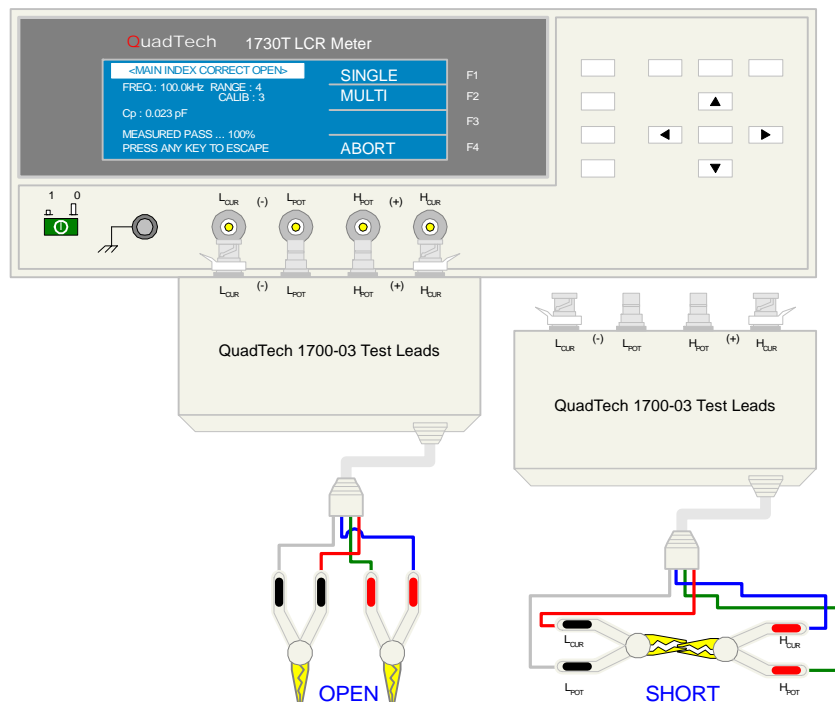 QuadTech 1730T LCR Meter
<MAIN INDEX CORRECT OPEN>
FREQ.: 100.0kHz RANGE : 4
CALIB : 3
Cp : 0.023 pF
MEASURED PASS ... 100%
PRESS ANY KEY TO ESCAPE
SINGLE
MULTI
ABORT
F1
F2
F3
F4
1 0
LCUR (-) LPOT HPOT (+) HCUR
LCUR (-) LPOT HPOT (+) HCUR
QuadTech 1700-03 Test Leads
LCUR (-) LPOT HPOT (+) HCUR
QuadTech 1700-03 Test Leads
OPEN
LCUR
HCUR
LPOT
HPOT
SHORT